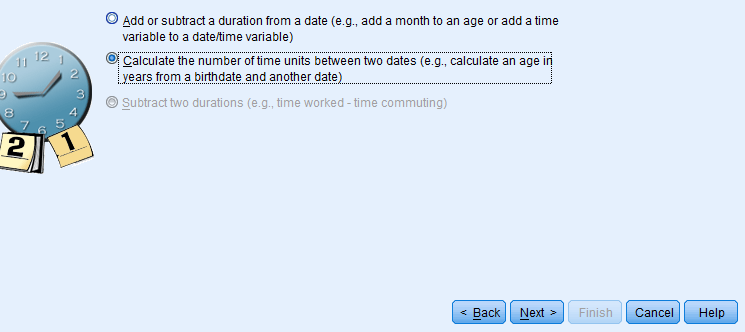 Add or subtract a duration from a date (e.g., add a month to an age or add a time
variable to a date/time variable)
Calculate the number of time units between two dates (e.g., calculate an age in
years from a birthdate and another date)
Subtract two durations (e.g., time worked - time commuting)
11 12 1
10 2
9 3
8 4
7 6 5
2 1
< Back Next > Finish Cancel Help